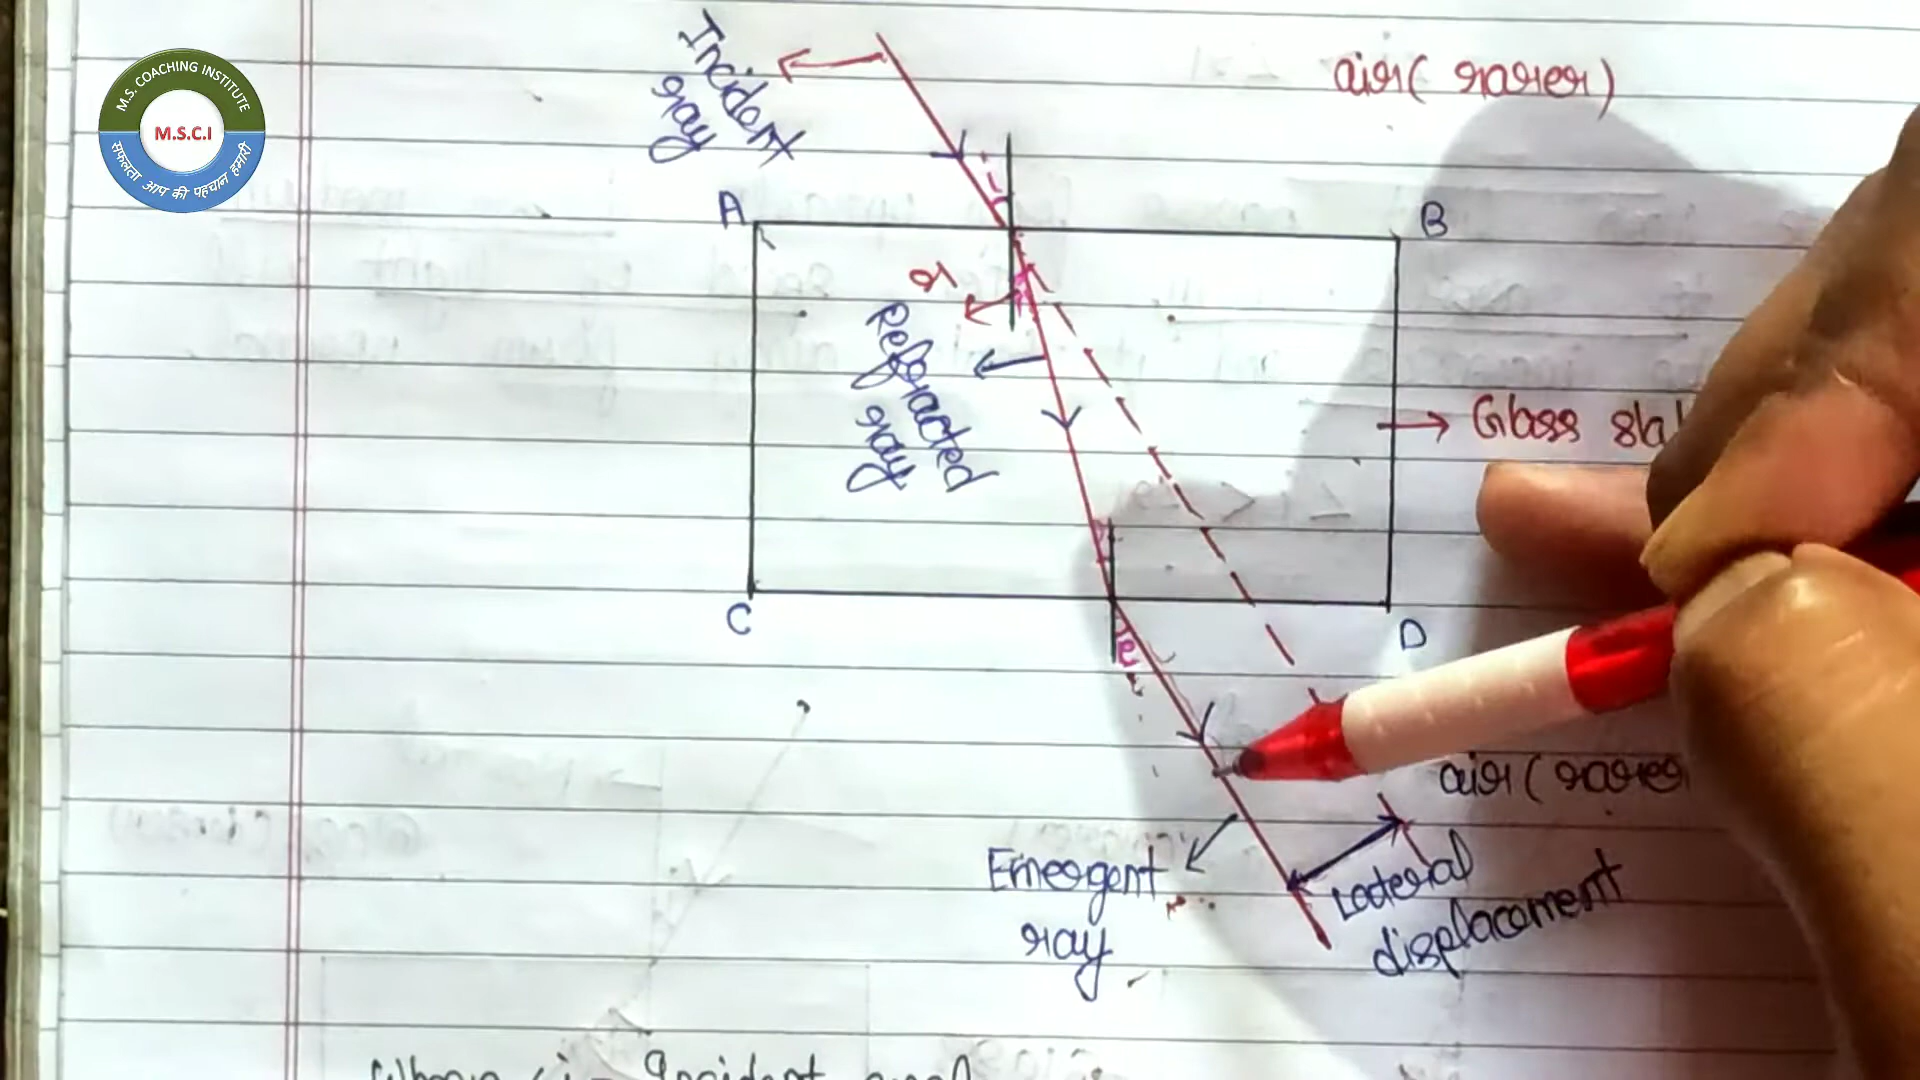 M.S. COACHING INSTITUTE
M.S.C.I
सफलता आप की पहचान हमारी
Incident
ray
air( rarer)
i
A
B
r
Refracted
ray
Glass slab
C
D
e
air( rarer
Emergent
ray
Lateral
displacement